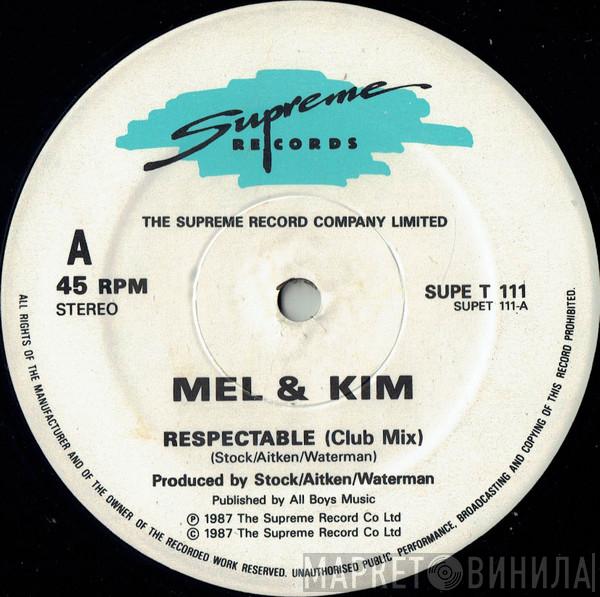 Supreme
RECORDS
THE SUPREME RECORD COMPANY LIMITED
A
45 RPM
STEREO
SUPE T 111
SUPET 111-A
MEL & KIM
RESPECTABLE (Club Mix)
(Stock/Aitken/Waterman)
Produced by Stock/Aitken/Waterman
Published by All Boys Music
℗ 1987 The Supreme Record Co Ltd
© 1987 The Supreme Record Co Ltd
ALL RIGHTS OF THE MANUFACTURER AND OF THE OWNER OF THE RECORDED WORK RESERVED. UNAUTHORISED PUBLIC PERFORMANCE, BROADCASTING AND COPYING OF THIS RECORD PROHIBITED.
МАРКЕТ ВИНИЛА